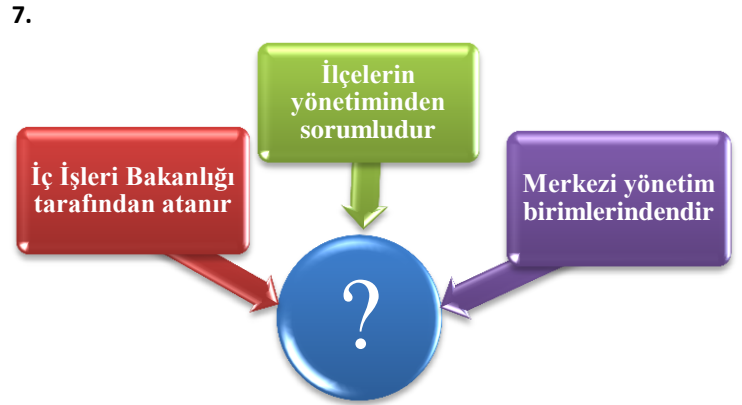 7.
İlçelerin
yönetiminden
sorumludur
İç İşleri Bakanlığı
tarafından atanır
Merkezi yönetim
birimlerindendir
?